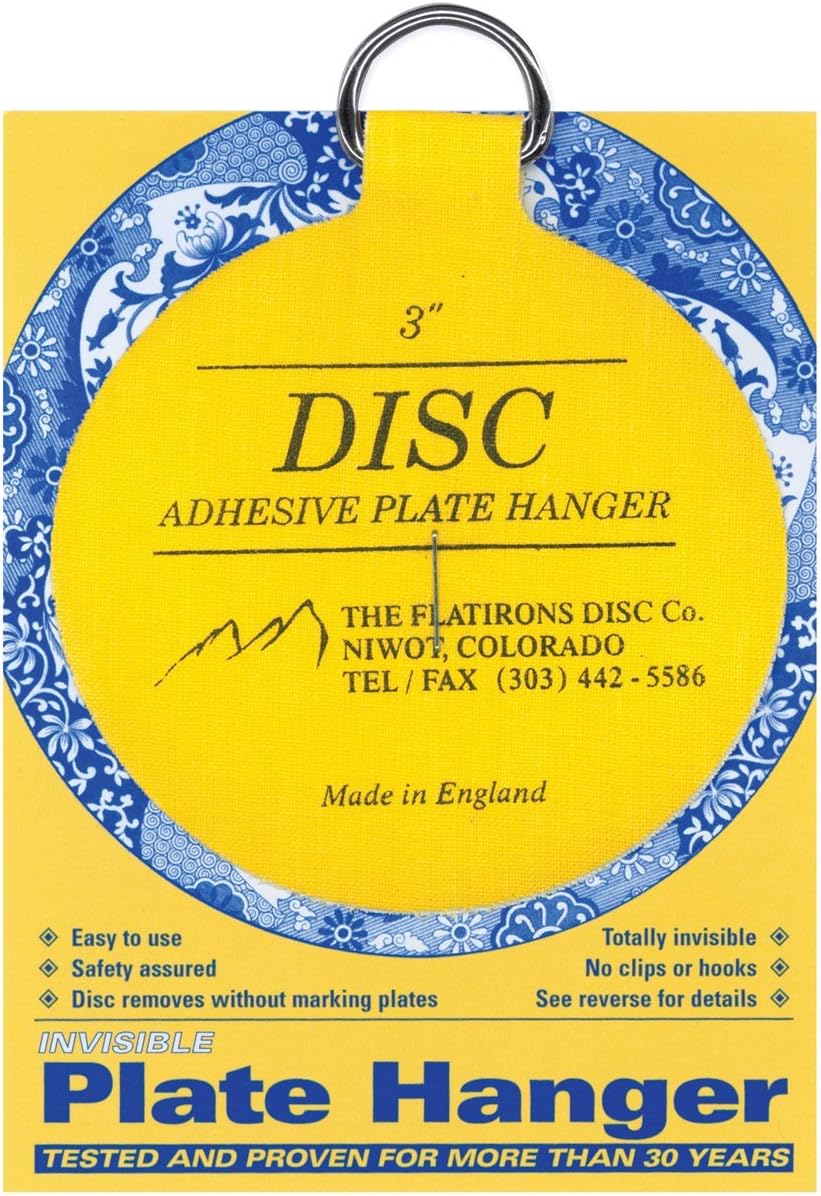 3"
DISC
ADHESIVE PLATE HANGER
THE FLATIRONS DISC Co.
NIWOT, COLORADO
TEL / FAX (303) 442 - 5586
Made in England
Easy to use
Safety assured
Disc removes without marking plates
Totally invisible
No clips or hooks
See reverse for details
INVISIBLE
Plate Hanger
TESTED AND PROVEN FOR MORE THAN 30 YEARS